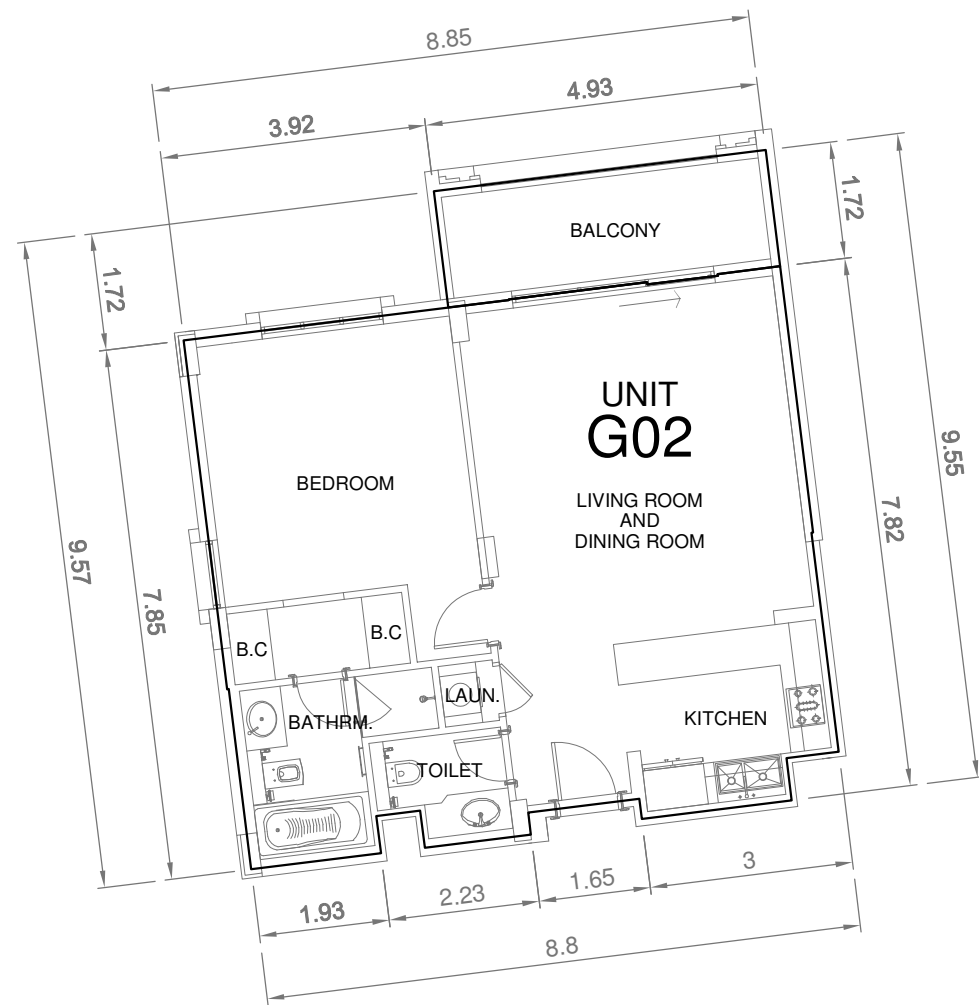 8.85
4.93
3.92
1.72
1.72
BALCONY
UNIT
G02
BEDROOM
LIVING ROOM
AND
DINING ROOM
9.55
7.82
9.57
7.85
B.C
B.C
LAUN.
BATHRM.
KITCHEN
TOILET
1.93
2.23
1.65
3
8.8